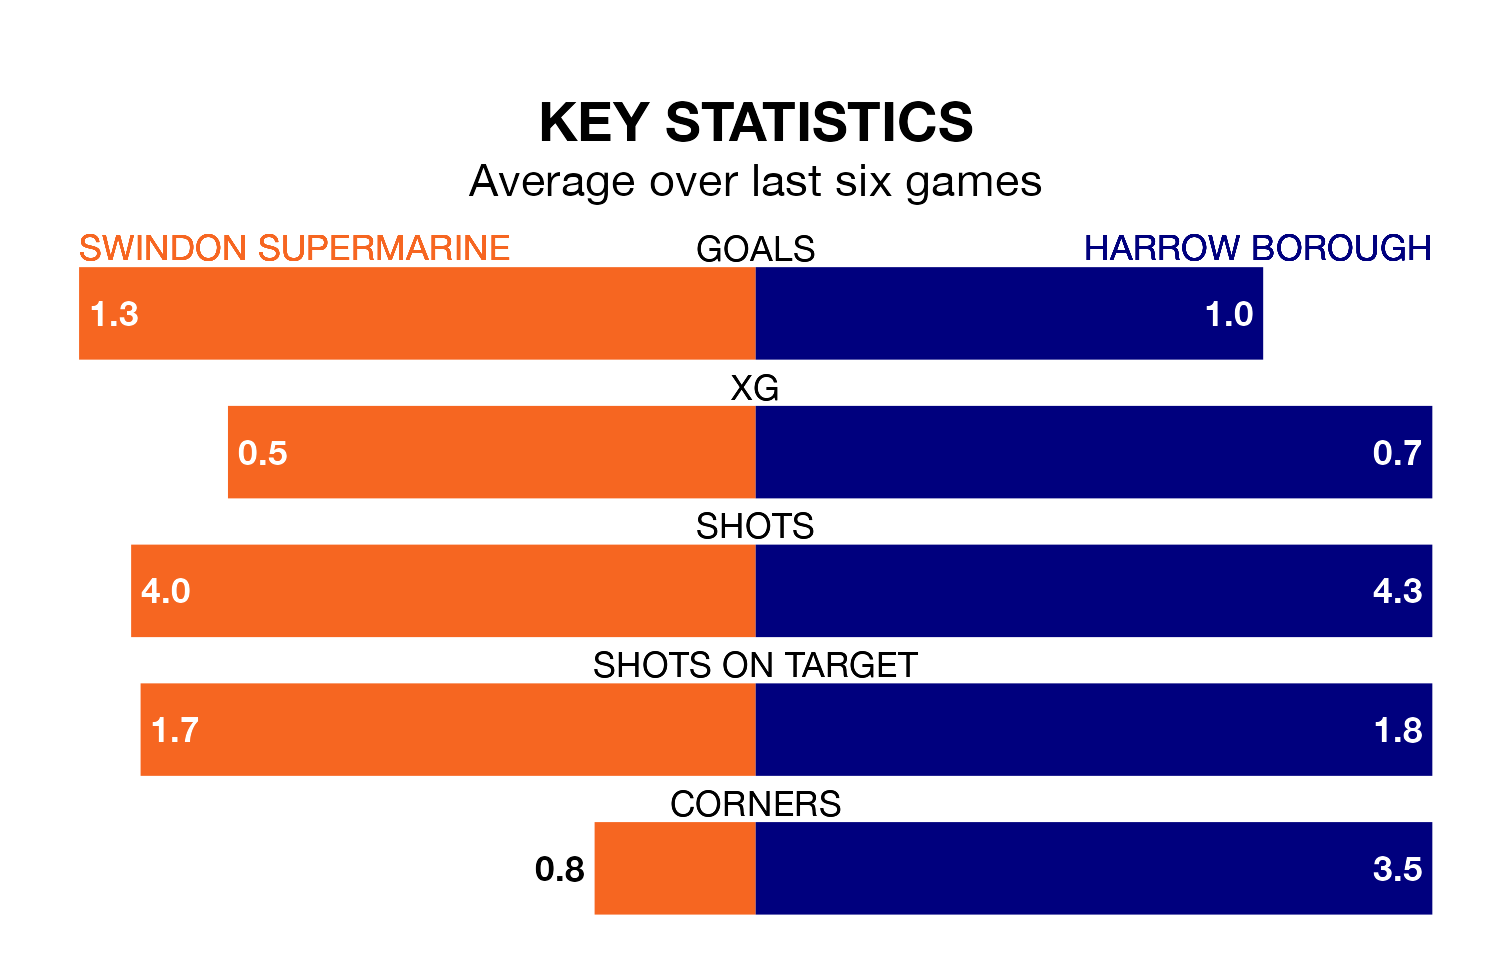 KEY STATISTICS
Average over last six games
SWINDON SUPERMARINE GOALS HARROW BOROUGH
1.3 1.0
XG
0.5 0.7
SHOTS
4.0 4.3
SHOTS ON TARGET
1.7 1.8
CORNERS
0.8 3.5